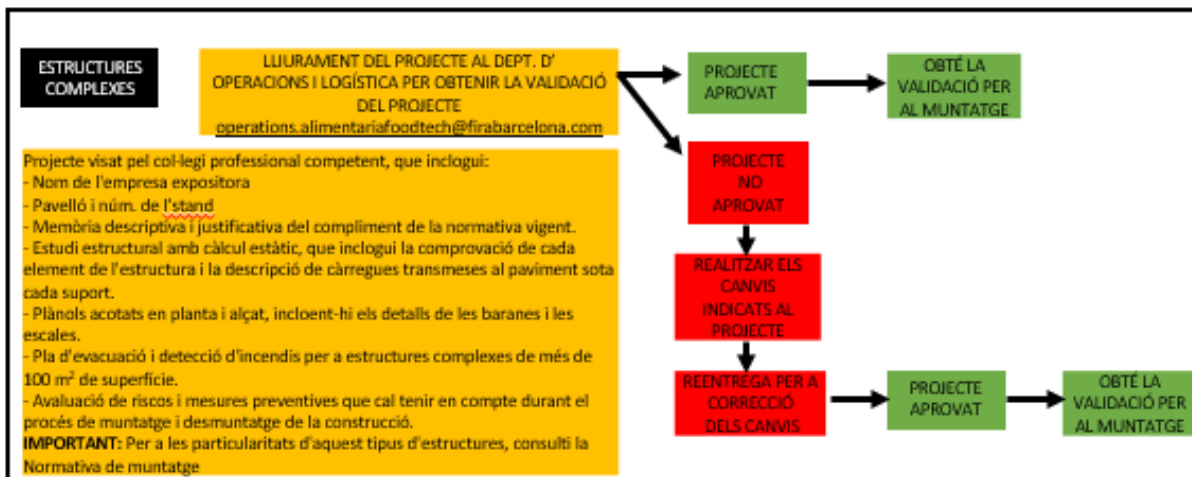 ESTRUCTURES
COMPLEXES
LLIURAMENT DEL PROJECTE AL DEPT. D'
OPERACIONS I LOGÍSTICA PER OBTENIR LA VALIDACIÓ
DEL PROJECTE
operations.alimentariafoodtech@firabarcelona.com
PROJECTE
APROVAT
OBTÉ LA
VALIDACIÓ PER
AL MUNTATGE
Projecte visat pel col·legi professional competent, que inclogui:
- Nom de l'empresa expositora
- Pavelló i núm. de l'stand
- Memòria descriptiva i justificativa del compliment de la normativa vigent.
- Estudi estructural amb càlcul estàtic, que inclogui la comprovació de cada
element de l'estructura i la descripció de càrregues transmeses al paviment sota
cada suport.
- Plànols acotats en planta i alçat, incloent-hi els detalls de les baranes i les
escales.
- Pla d'evacuació i detecció d'incendis per a estructures complexes de més de
100 m² de superfície.
- Avaluació de riscos i mesures preventives que cal tenir en compte durant el
procés de muntatge i desmuntatge de la construcció.
IMPORTANT: Per a les particularitats d'aquest tipus d'estructures, consulti la
Normativa de muntatge
PROJECTE
NO
APROVAT
REALITZAR ELS
CANVIS
INDICATS AL
PROJECTE
REENTREGA PER A
CORRECCIÓ
DELS CANVIS
PROJECTE
APROVAT
OBTÉ LA
VALIDACIÓ PER
AL MUNTATGE